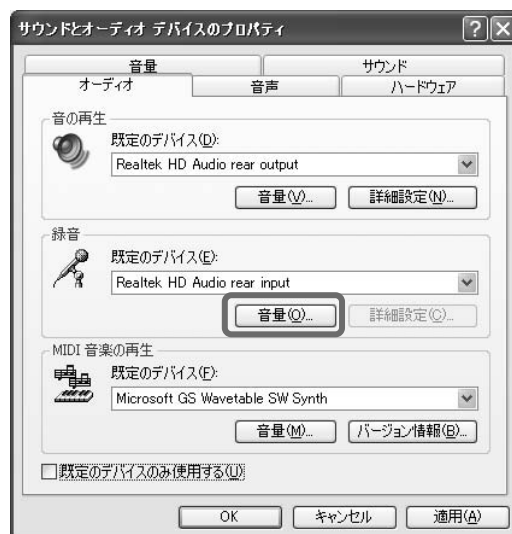 サウンドとオーディオ デバイスのプロパティ
音量 サウンド
オーディオ 音声 ハードウェア
音の再生
既定のデバイス(D):
Realtek HD Audio rear output
音量(V)... 詳細設定(N)...
録音
既定のデバイス(E):
Realtek HD Audio rear input
音量(O)... 詳細設定(C)...
MIDI 音楽の再生
既定のデバイス(F):
Microsoft GS Wavetable SW Synth
音量(M)... バージョン情報(B)...
既定のデバイスのみ使用する(U)
OK キャンセル 適用(A)